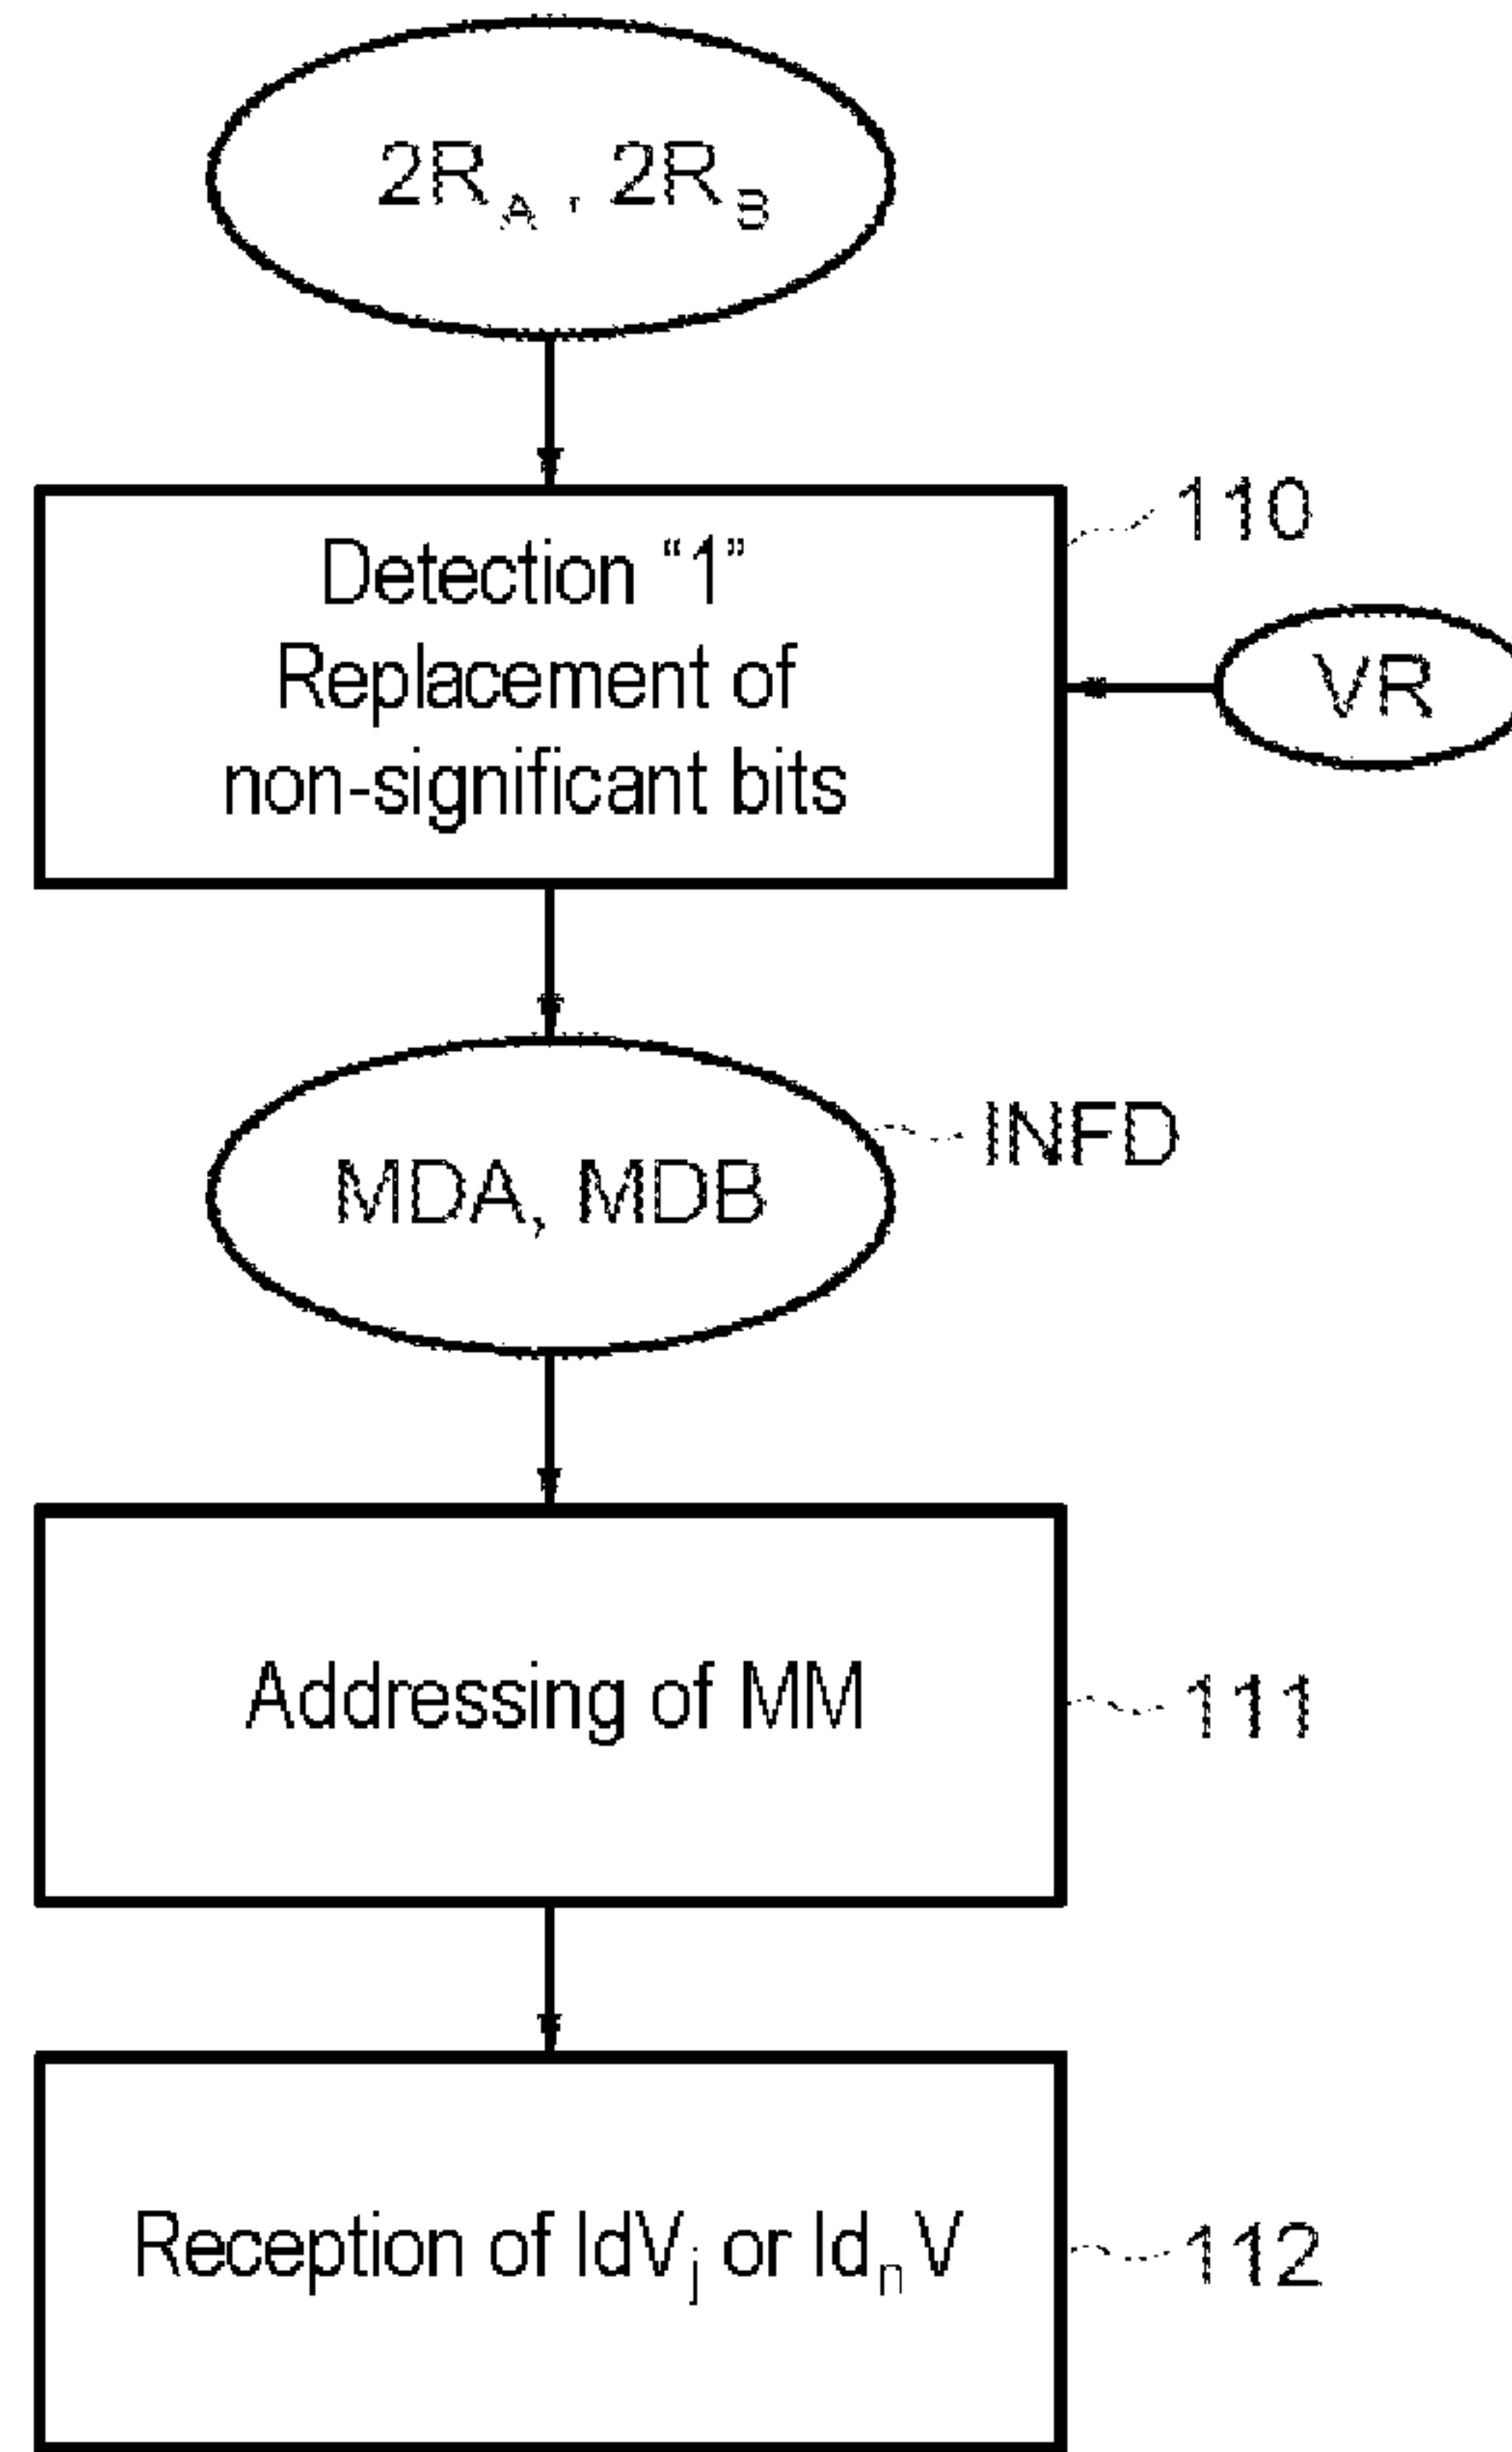 2R_A, 2R_B
110
Detection “1”
Replacement of
non-significant bits
VR
INFD
MDA, MDB
Addressing of MM
111
Reception of IdV_j or Id_n V
112